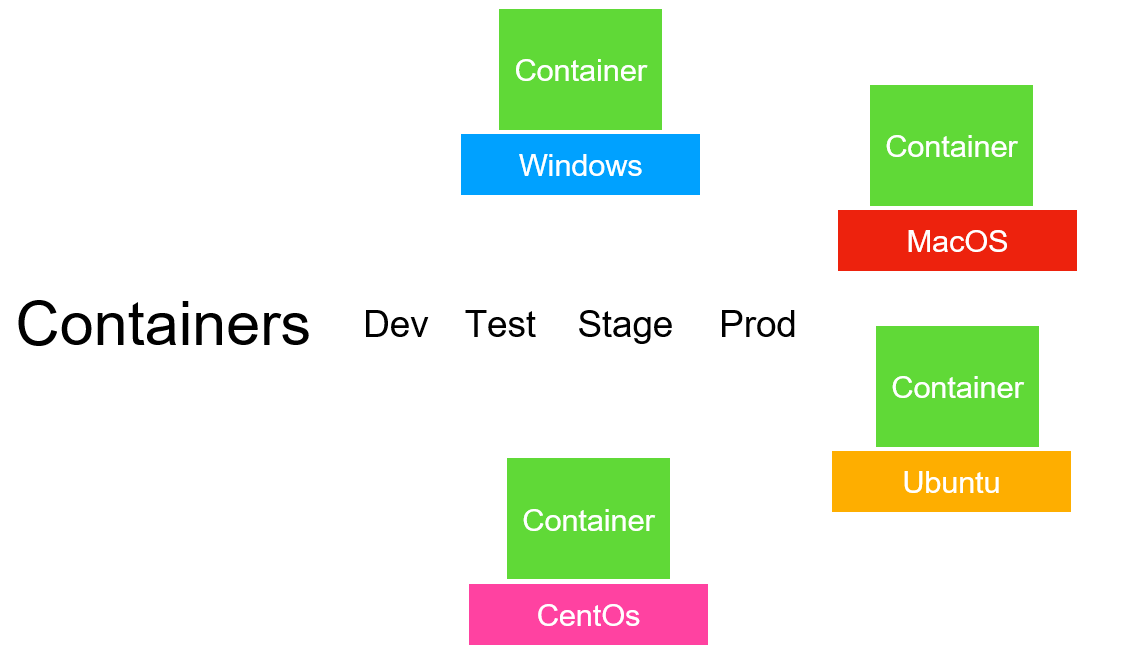 Container
Windows
Container
MacOS
Containers Dev Test Stage Prod
Container
Ubuntu
Container
CentOs